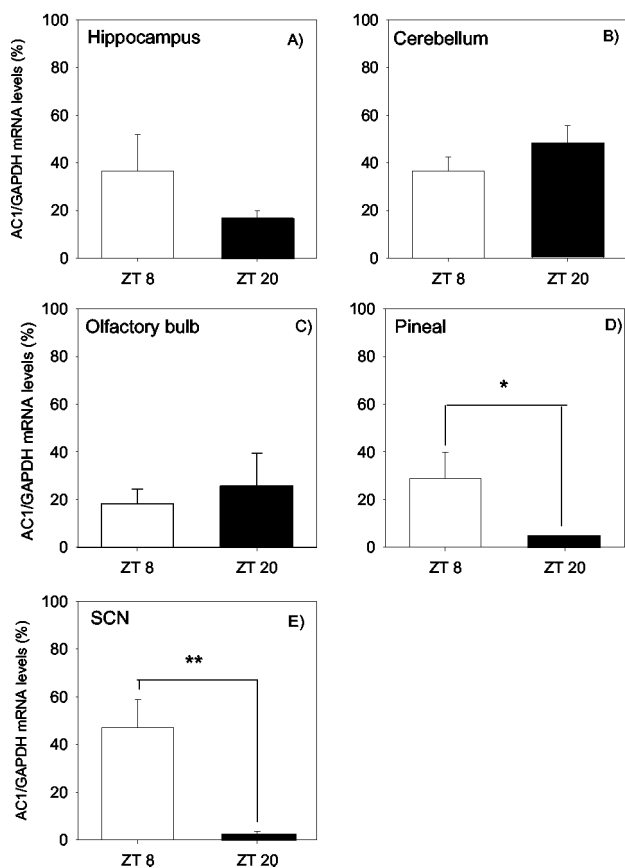 Hippocampus
A)
AC1/GAPDH mRNA levels (%)
100
80
60
40
20
0
ZT 8
ZT 20
Cerebellum
B)
100
80
60
40
20
0
ZT 8
ZT 20
Olfactory bulb
C)
AC1/GAPDH mRNA levels (%)
100
80
60
40
20
0
ZT 8
ZT 20
Pineal
D)
*
100
80
60
40
20
0
ZT 8
ZT 20
SCN
E)
**
AC1/GAPDH mRNA levels (%)
100
80
60
40
20
0
ZT 8
ZT 20